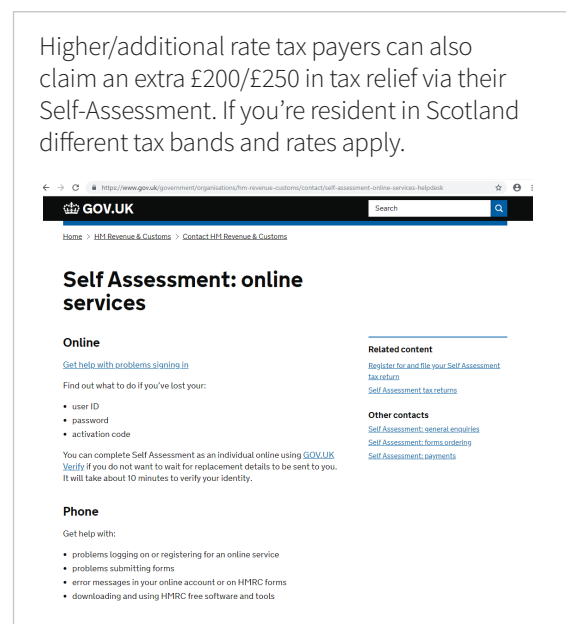 Higher/additional rate tax payers can also
claim an extra £200/£250 in tax relief via their
Self-Assessment. If you're resident in Scotland
different tax bands and rates apply.
https://www.gov.uk/government/organisations/hm-revenue-customs/contact/self-assessment-online-services-helpdesk
GOV.UK
Search
Home > HM Revenue & Customs > Contact HM Revenue & Customs
Self Assessment: online
services
Online
Get help with problems signing in
Find out what to do if you've lost your:
• user ID
• password
• activation code
You can complete Self Assessment as an individual online using GOV.UK
Verify if you do not want to wait for replacement details to be sent to you.
It will take about 10 minutes to verify your identity.
Phone
Get help with:
• problems logging on or registering for an online service
• problems submitting forms
• error messages in your online account or on HMRC forms
• downloading and using HMRC free software and tools
Related content
Register for and file your Self Assessment
tax return
Self Assessment tax returns
Other contacts
Self Assessment: general enquiries
Self Assessment: forms ordering
Self Assessment: payments